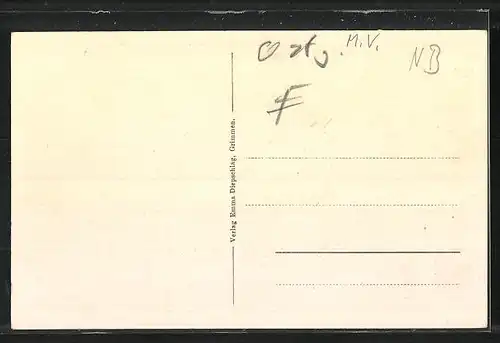 M.V.
NB
F
Verlag Emma Diepschlag, Grimmen.